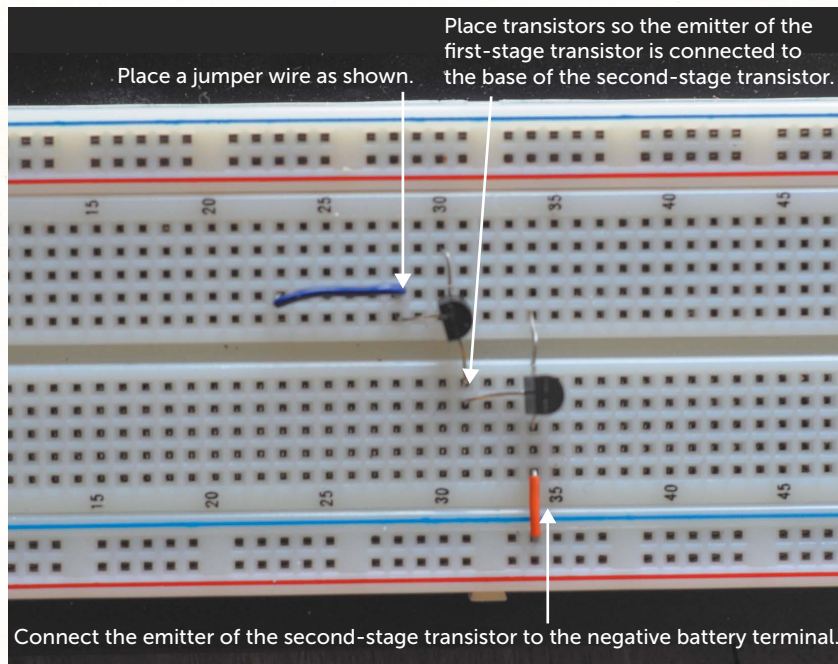 Place transistors so the emitter of the
first-stage transistor is connected to
the base of the second-stage transistor.
Place a jumper wire as shown.
15 20 25 30 35 40 45
15 20 25 30 35 40 45
Connect the emitter of the second-stage transistor to the negative battery terminal.